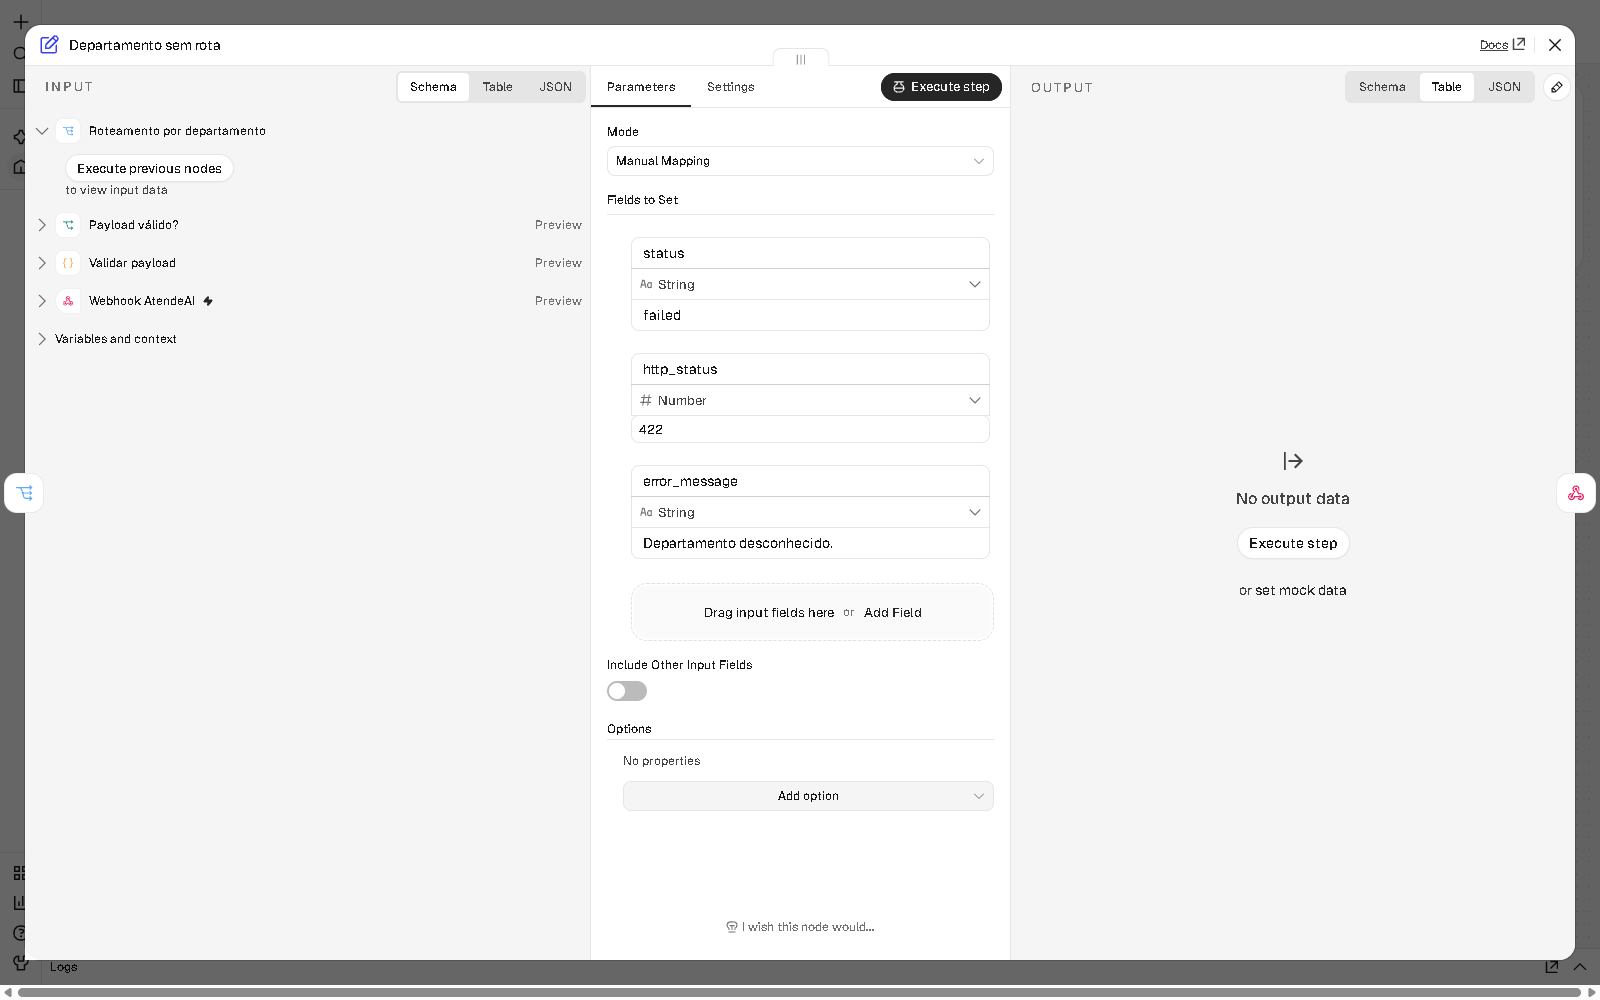 Departamento sem rota
Docs
INPUT
Schema
Table
JSON
Roteamento por departamento
Execute previous nodes
to view input data
Payload válido?
Preview
Validar payload
Preview
Webhook AtendeAI
Preview
Variables and context
Parameters
Settings
Execute step
Mode
Manual Mapping
Fields to Set
status
Aa String
failed
http_status
# Number
422
error_message
Aa String
Departamento desconhecido.
Drag input fields here or Add Field
Include Other Input Fields
Options
No properties
Add option
I wish this node would...
OUTPUT
Schema
Table
JSON
No output data
Execute step
or set mock data
Logs